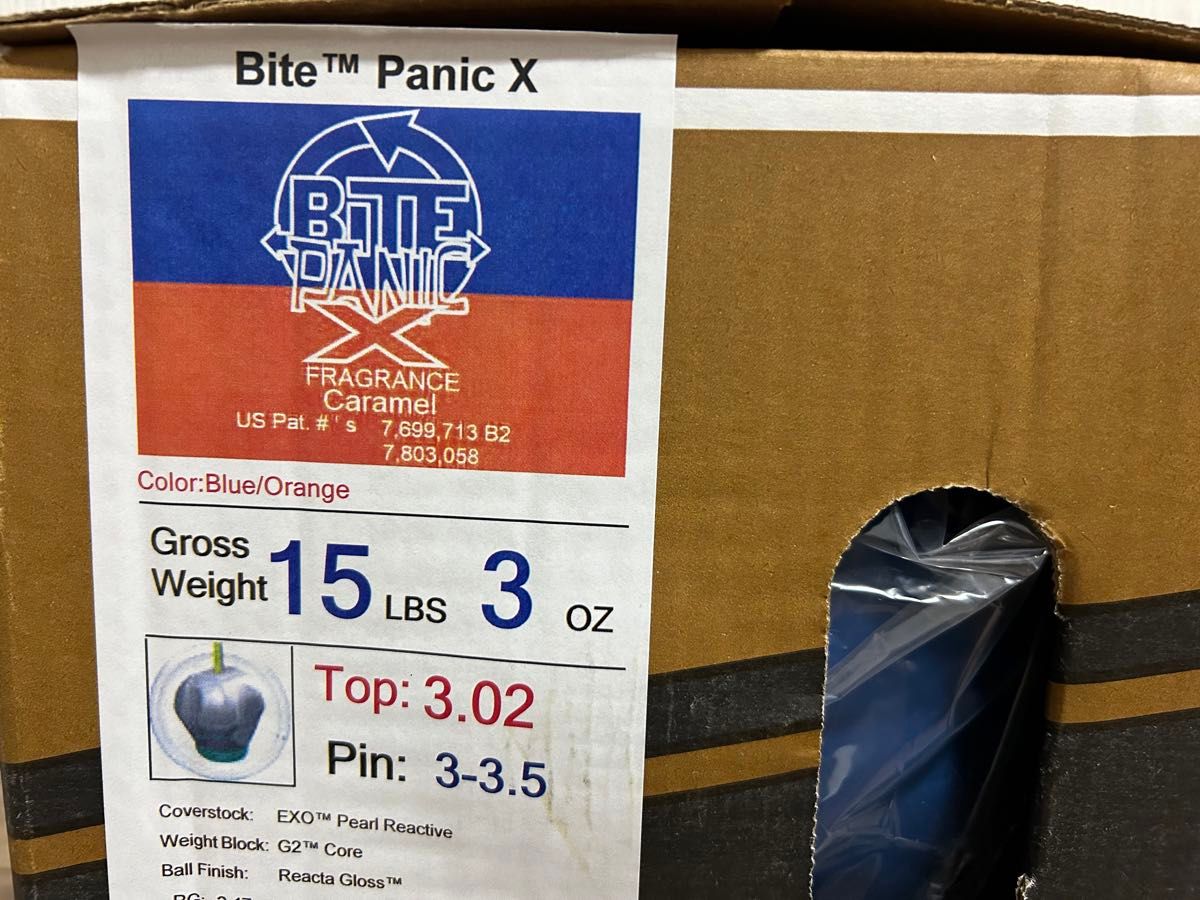 Bite™ Panic X
BiTE
PANIC
X
FRAGRANCE
Caramel
US Pat. #'s 7,699,713 B2
7,803,058
Color:Blue/Orange
Gross
Weight 15 LBS 3 OZ
Top: 3.02
Pin: 3-3.5
Coverstock: EXO™ Pearl Reactive
Weight Block: G2™ Core
Ball Finish: Reacta Gloss™